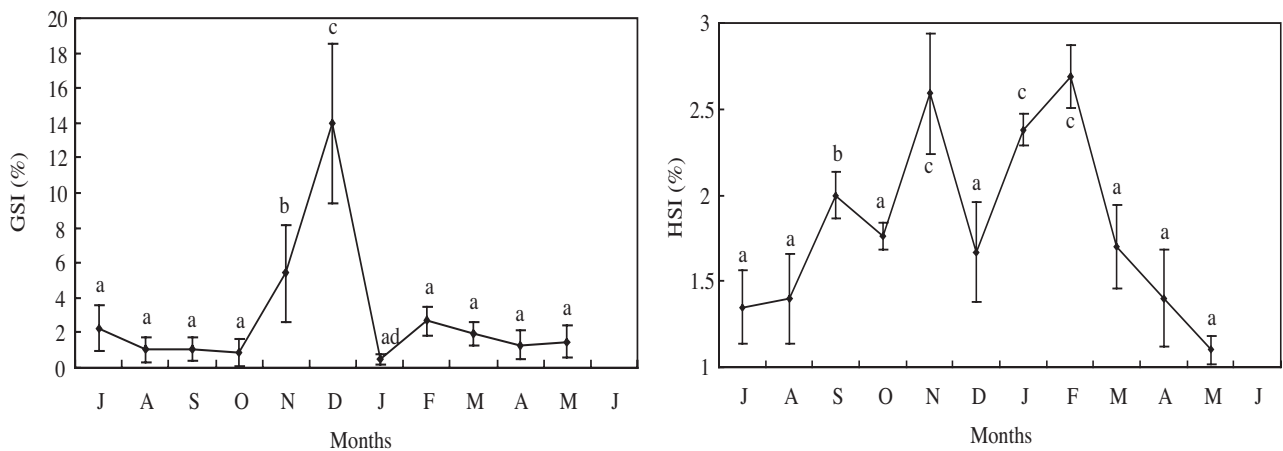 20
18
16
14
12
10
8
6
4
2
0
GSI (%)
a a a a b c ad a a a a
J A S O N D J F M A M J
Months
3
2.5
2
1.5
1
HSI (%)
a a b a c a c c a a a
J A S O N D J F M A M J
Months